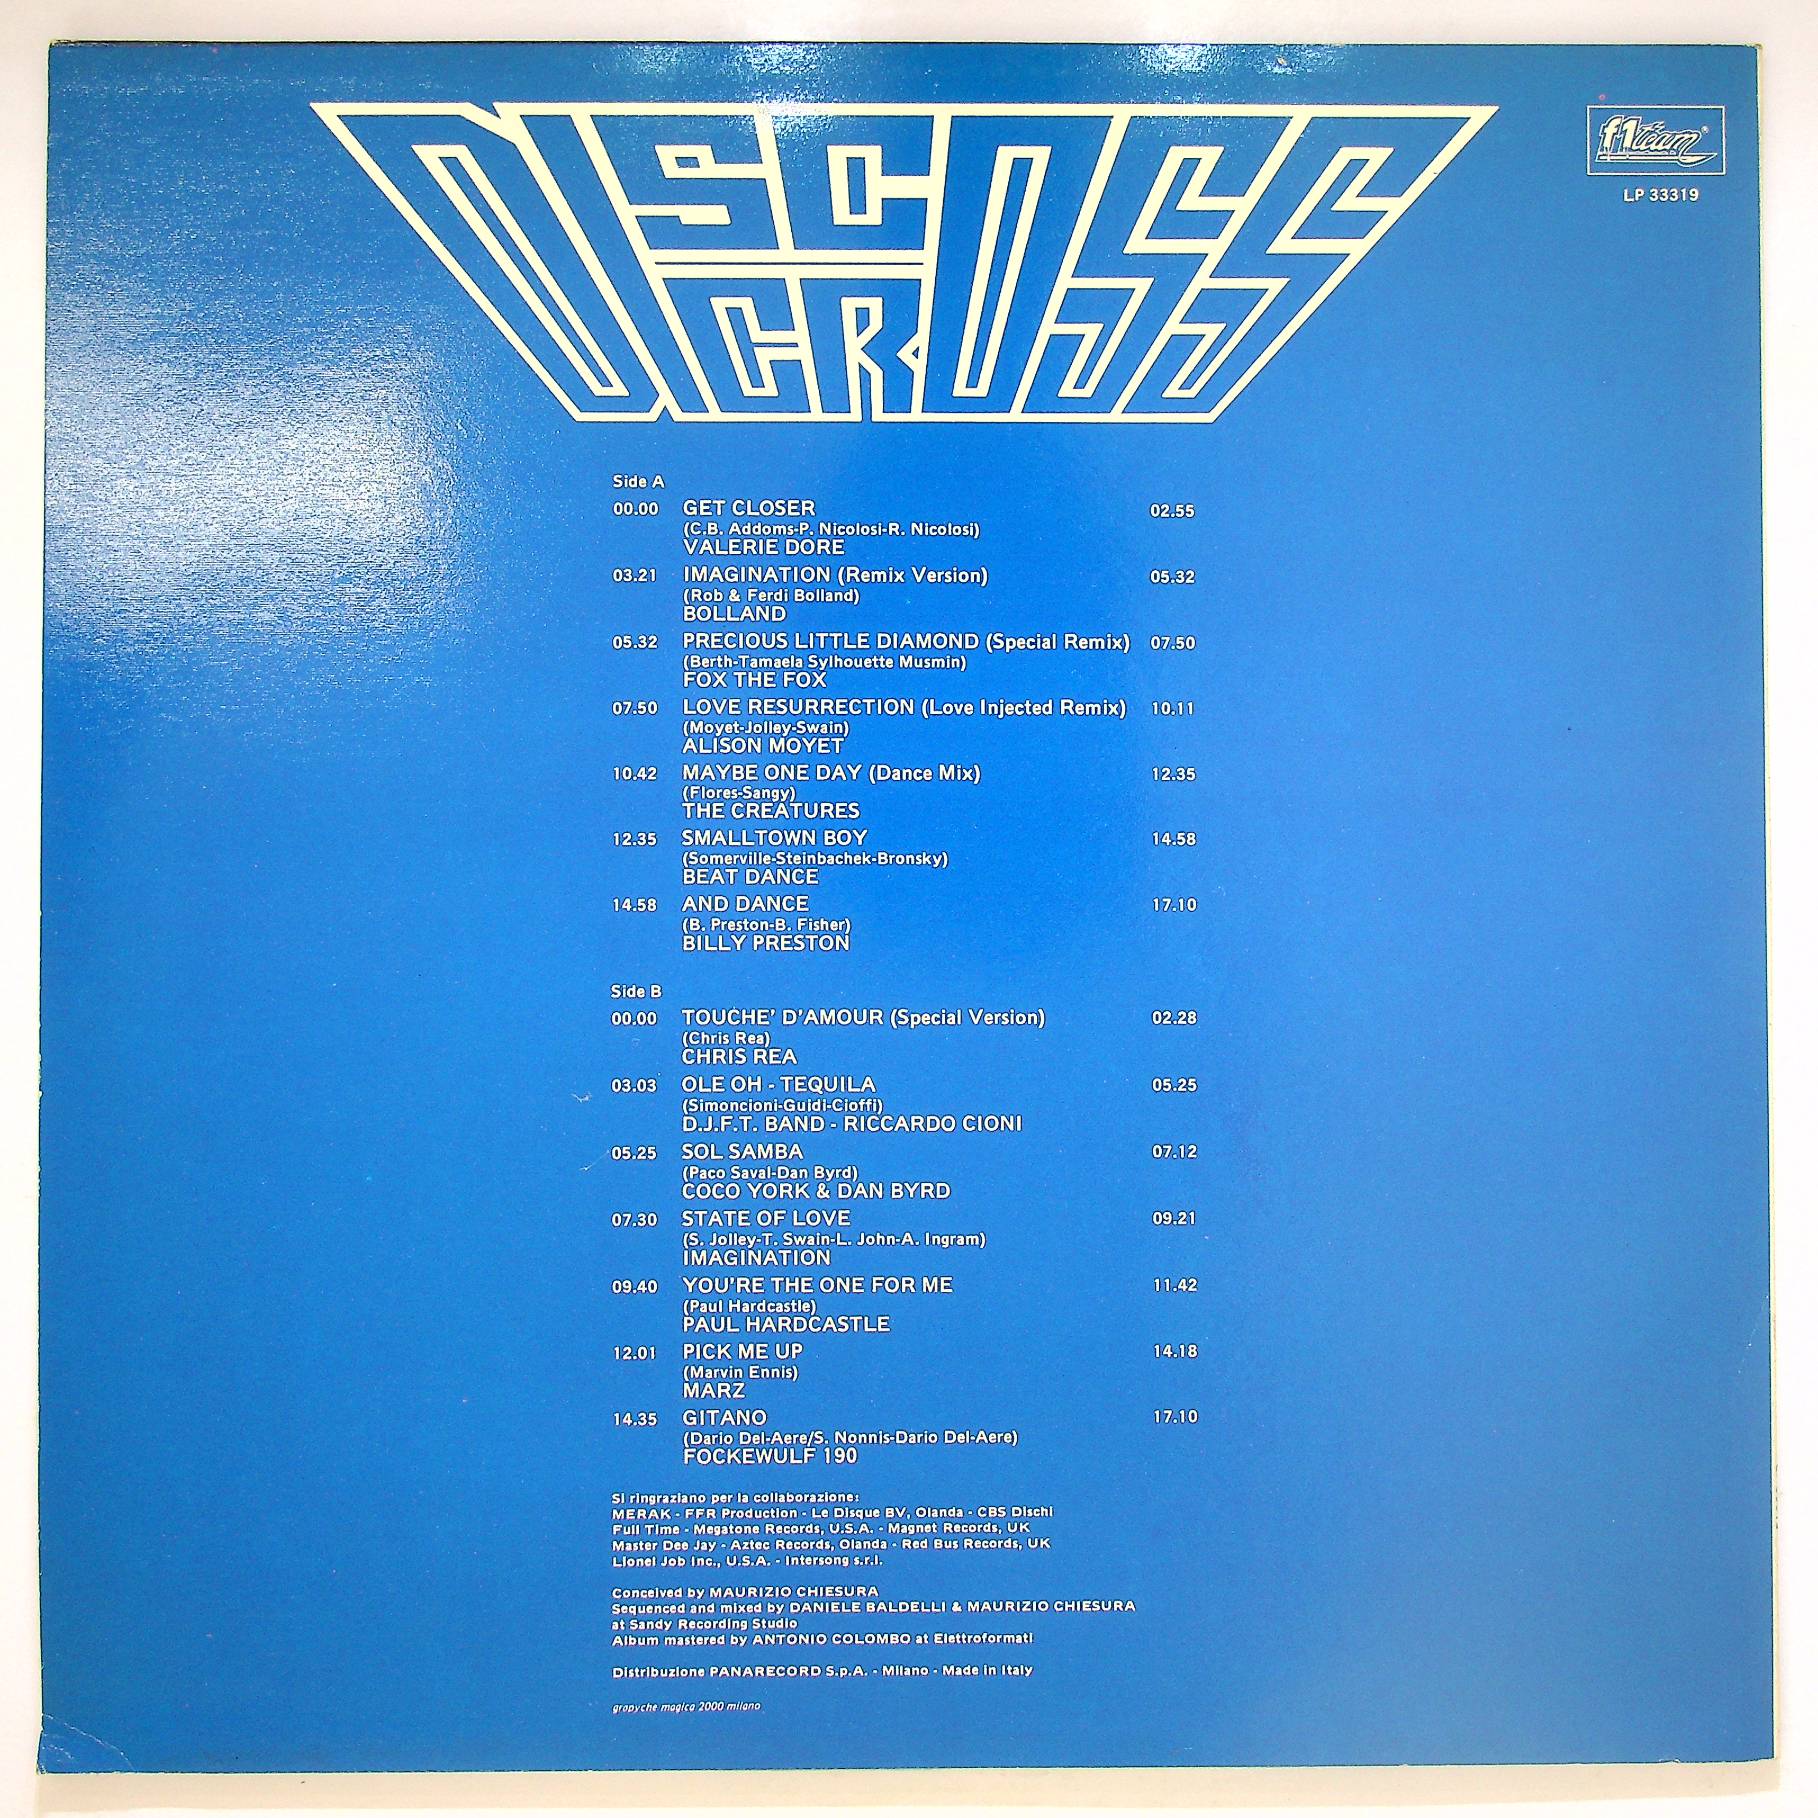 DISCO CROSS
f1 team
LP 33319
Side A
00.00 GET CLOSER 02.55
(C.B. Addoms-P. Nicolosi-R. Nicolosi)
VALERIE DORE
03.21 IMAGINATION (Remix Version) 05.32
(Rob & Ferdi Bolland)
BOLLAND
05.32 PRECIOUS LITTLE DIAMOND (Special Remix) 07.50
(Berth-Tamaela Sylhouette Musmin)
FOX THE FOX
07.50 LOVE RESURRECTION (Love Injected Remix) 10.11
(Moyet-Jolley-Swain)
ALISON MOYET
10.42 MAYBE ONE DAY (Dance Mix) 12.35
(Flores-Sangy)
THE CREATURES
12.35 SMALLTOWN BOY 14.58
(Somerville-Steinbachek-Bronsky)
BEAT DANCE
14.58 AND DANCE 17.10
(B. Preston-B. Fisher)
BILLY PRESTON
Side B
00.00 TOUCHE' D'AMOUR (Special Version) 02.28
(Chris Rea)
CHRIS REA
03.03 OLE OH - TEQUILA 05.25
(Simoncioni-Guidi-Cioffi)
D.J.F.T. BAND - RICCARDO CIONI
05.25 SOL SAMBA 07.12
(Paco Saval-Dan Byrd)
COCO YORK & DAN BYRD
07.30 STATE OF LOVE 09.21
(S. Jolley-T. Swain-L. John-A. Ingram)
IMAGINATION
09.40 YOU'RE THE ONE FOR ME 11.42
(Paul Hardcastle)
PAUL HARDCASTLE
12.01 PICK ME UP 14.18
(Marvin Ennis)
MARZ
14.35 GITANO 17.10
(Dario Del-Aere/S. Nonnis-Dario Del-Aere)
FOCKEWULF 190
Si ringraziano per la collaborazione:
MERAK - FFR Production - Le Disque BV, Olanda - CBS Dischi
Full Time - Megatone Records, U.S.A. - Magnet Records, UK
Master Dee Jay - Aztec Records, Olanda - Red Bus Records, UK
Lionel Job Inc., U.S.A. - Intersong s.r.l.
Conceived by MAURIZIO CHIESURA
Sequenced and mixed by DANIELE BALDELLI & MAURIZIO CHIESURA
at Sandy Recording Studio
Album mastered by ANTONIO COLOMBO at Elettroformati
Distribuzione PANARECORD S.p.A. - Milano - Made in Italy
grapyche magica 2000 milano